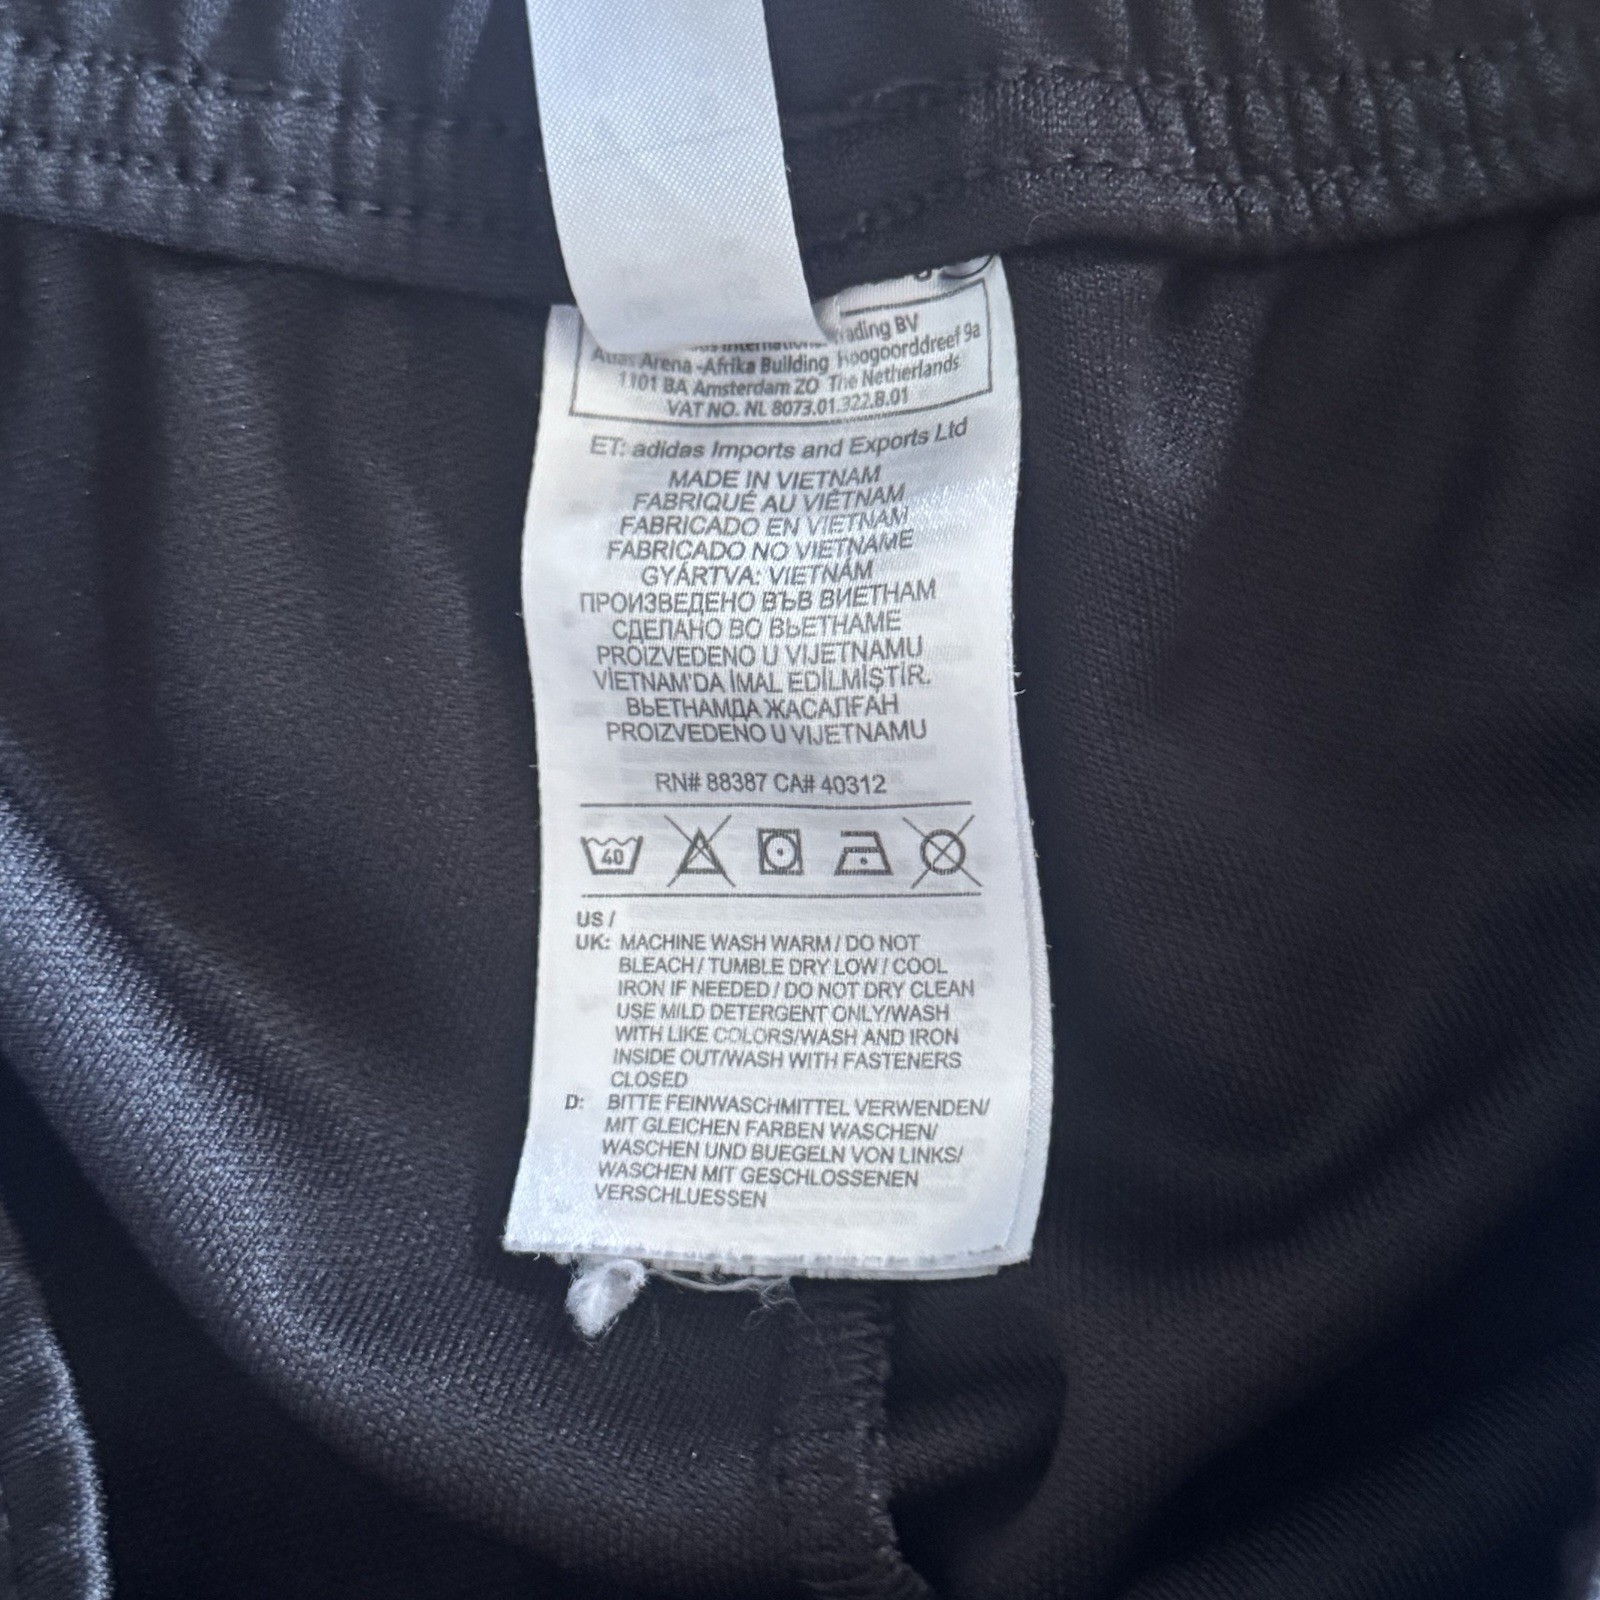 ading BV
Arena -Afrika Building Hoogoorddreef 9a
1101 BA Amsterdam ZO The Netherlands
VAT NO. NL 8073.01.322.B.01
ET: adidas Imports and Exports Ltd
MADE IN VIETNAM
FABRIQUÉ AU VIÊTNAM
FABRICADO EN VIETNAM
FABRICADO NO VIETNAME
GYÁRTVA: VIETNÁM
ПРОИЗВЕДЕНО ВЪВ ВИЕТНАМ
СДЕЛАНО ВО ВЬЕТНАМЕ
PROIZVEDENO U VIJETNAMU
VİETNAM'DA İMAL EDİLMİŞTİR.
ВЬЕТНАМДА ЖАСАЛҒАН
PROIZVEDENO U VIJETNAMU
RN# 88387 CA# 40312
40
US /
UK: MACHINE WASH WARM / DO NOT
BLEACH / TUMBLE DRY LOW / COOL
IRON IF NEEDED / DO NOT DRY CLEAN
USE MILD DETERGENT ONLY/WASH
WITH LIKE COLORS/WASH AND IRON
INSIDE OUT/WASH WITH FASTENERS
CLOSED
D: BITTE FEINWASCHMITTEL VERWENDEN/
MIT GLEICHEN FARBEN WASCHEN/
WASCHEN UND BUEGELN VON LINKS/
WASCHEN MIT GESCHLOSSENEN
VERSCHLUESSEN